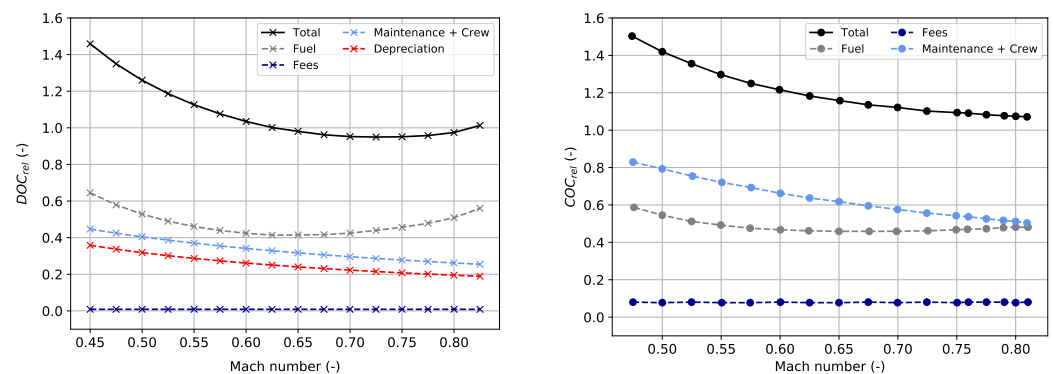 1.6
1.4
1.2
1.0
0.8
0.6
0.4
0.2
0.0
DOC_rel (-)
Total
Fuel
Fees
Maintenance + Crew
Depreciation
0.45 0.50 0.55 0.60 0.65 0.70 0.75 0.80
Mach number (-)
1.6
1.4
1.2
1.0
0.8
0.6
0.4
0.2
0.0
COC_rel (-)
Total
Fuel
Fees
Maintenance + Crew
0.50 0.55 0.60 0.65 0.70 0.75 0.80
Mach number (-)